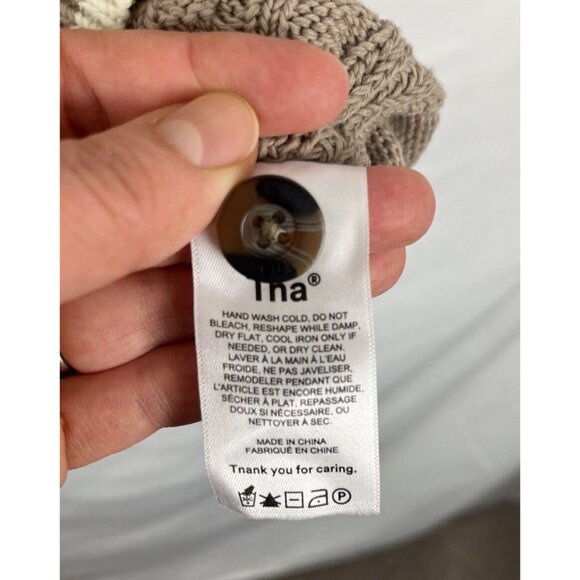 Tna®
HAND WASH COLD, DO NOT
BLEACH, RESHAPE WHILE DAMP,
DRY FLAT, COOL IRON ONLY IF
NEEDED, OR DRY CLEAN.
LAVER À LA MAIN À L'EAU
FROIDE, NE PAS JAVELISER,
REMODELER PENDANT QUE
L'ARTICLE EST ENCORE HUMIDE,
SÉCHER À PLAT, REPASSAGE
DOUX SI NÉCESSAIRE, OU
NETTOYER À SEC.
MADE IN CHINA
FABRIQUÉ EN CHINE
Tnank you for caring.
P